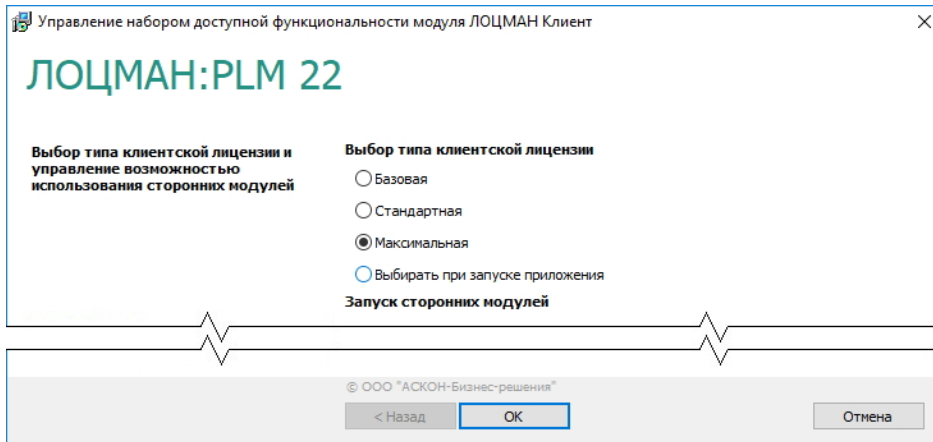 Управление набором доступной функциональности модуля ЛОЦМАН Клиент
ЛОЦМАН:PLM 22
Выбор типа клиентской лицензии и
управление возможностью
использования сторонних модулей
Выбор типа клиентской лицензии
Базовая
Стандартная
Максимальная
Выбирать при запуске приложения
Запуск сторонних модулей
© ООО "АСКОН-Бизнес-решения"
< Назад
ОК
Отмена